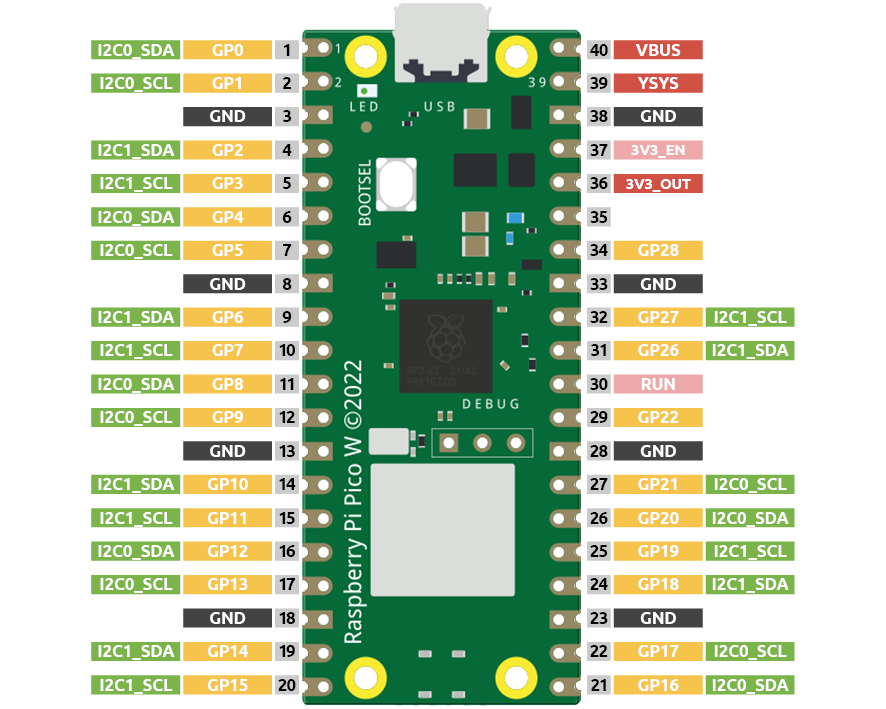 I2C0_SDA GP0 1 1 40 VBUS
I2C0_SCL GP1 2 2 39 39 YSYS
GND 3 LED USB 38 GND
I2C1_SDA GP2 4 37 3V3_EN
I2C1_SCL GP3 5 BOOTSEL 36 3V3_OUT
I2C0_SDA GP4 6 35
I2C0_SCL GP5 7 34 GP28
GND 8 33 GND
I2C1_SDA GP6 9 32 GP27 I2C1_SCL
I2C1_SCL GP7 10 31 GP26 I2C1_SDA
I2C0_SDA GP8 11 30 RUN
DEBUG
I2C0_SCL GP9 12 29 GP22
GND 13 28 GND
I2C1_SDA GP10 14 27 GP21 I2C0_SCL
I2C1_SCL GP11 15 26 GP20 I2C0_SDA
I2C0_SDA GP12 16 25 GP19 I2C1_SCL
I2C0_SCL GP13 17 24 GP18 I2C1_SDA
GND 18 23 GND
I2C1_SDA GP14 19 22 GP17 I2C0_SCL
I2C1_SCL GP15 20 21 GP16 I2C0_SDA
Raspberry Pi Pico W ©2022